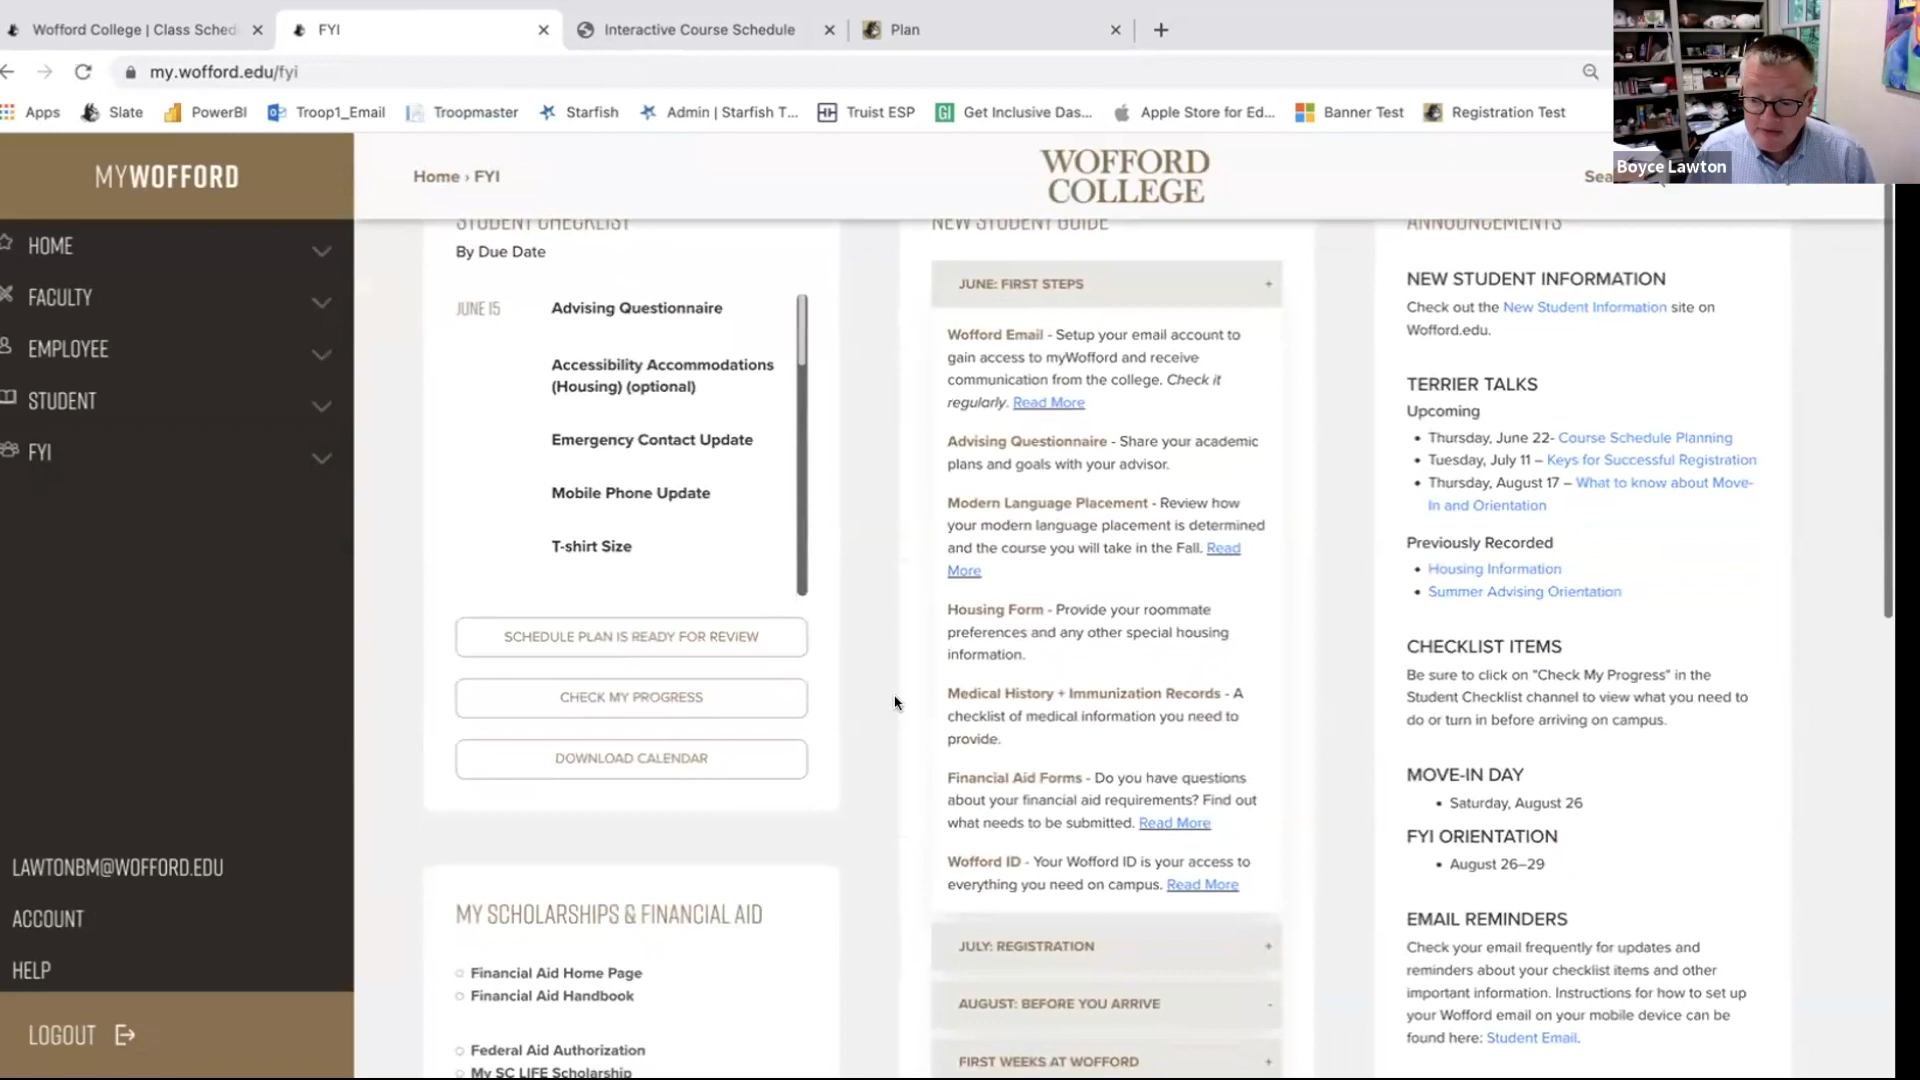 Wofford College | Class Sched
FYI
Interactive Course Schedule
Plan
my.wofford.edu/fyi
Apps
Slate
PowerBI
Troop1_Email
Troopmaster
Starfish
Admin | Starfish T...
Truist ESP
Get Inclusive Das...
Apple Store for Ed...
Banner Test
Registration Test
Boyce Lawton
MYWOFFORD
Home › FYI
WOFFORD
COLLEGE
Sea
HOME
FACULTY
EMPLOYEE
STUDENT
FYI
LAWTONBM@WOFFORD.EDU
ACCOUNT
HELP
LOGOUT
STUDENT CHECKLIST
By Due Date
JUNE 15
Advising Questionnaire
Accessibility Accommodations
(Housing) (optional)
Emergency Contact Update
Mobile Phone Update
T-shirt Size
SCHEDULE PLAN IS READY FOR REVIEW
CHECK MY PROGRESS
DOWNLOAD CALENDAR
MY SCHOLARSHIPS & FINANCIAL AID
Financial Aid Home Page
Financial Aid Handbook
Federal Aid Authorization
My SC LIFE Scholarship
NEW STUDENT GUIDE
JUNE: FIRST STEPS +
Wofford Email - Setup your email account to
gain access to myWofford and receive
communication from the college. Check it
regularly. Read More
Advising Questionnaire - Share your academic
plans and goals with your advisor.
Modern Language Placement - Review how
your modern language placement is determined
and the course you will take in the Fall. Read
More
Housing Form - Provide your roommate
preferences and any other special housing
information.
Medical History + Immunization Records - A
checklist of medical information you need to
provide.
Financial Aid Forms - Do you have questions
about your financial aid requirements? Find out
what needs to be submitted. Read More
Wofford ID - Your Wofford ID is your access to
everything you need on campus. Read More
JULY: REGISTRATION +
AUGUST: BEFORE YOU ARRIVE -
FIRST WEEKS AT WOFFORD +
ANNOUNCEMENTS
NEW STUDENT INFORMATION
Check out the New Student Information site on
Wofford.edu.
TERRIER TALKS
Upcoming
• Thursday, June 22- Course Schedule Planning
• Tuesday, July 11 – Keys for Successful Registration
• Thursday, August 17 – What to know about Move-
In and Orientation
Previously Recorded
• Housing Information
• Summer Advising Orientation
CHECKLIST ITEMS
Be sure to click on "Check My Progress" in the
Student Checklist channel to view what you need to
do or turn in before arriving on campus.
MOVE-IN DAY
• Saturday, August 26
FYI ORIENTATION
• August 26–29
EMAIL REMINDERS
Check your email frequently for updates and
reminders about your checklist items and other
important information. Instructions for how to set up
your Wofford email on your mobile device can be
found here: Student Email.